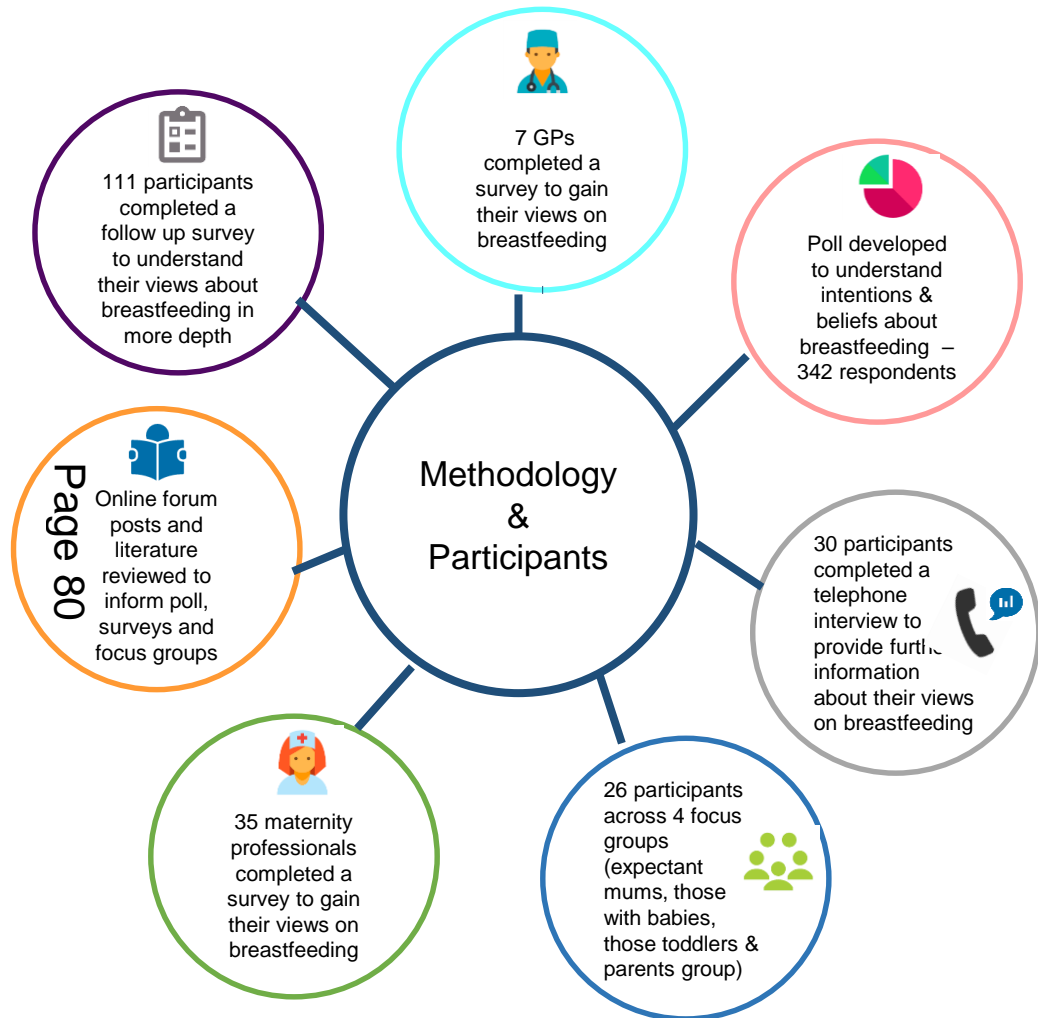 7 GPs
completed a
survey to gain
their views on
breastfeeding
Poll developed
to understand
intentions &
beliefs about
breastfeeding –
342 respondents
30 participants
completed a
telephone
interview to
provide
information
about their views
on breastfeeding
26 participants
across 4 focus
groups
(expectant
mums, those
with babies,
those toddlers &
parents group)
35 maternity
professionals
completed a
survey to gain
their views on
breastfeeding
Page 80
Online forum
posts and
literature
reviewed to
inform poll,
surveys and
focus groups
111 participants
completed a
follow up survey
to understand
their views about
breastfeeding in
more depth
Methodology
&
Participants